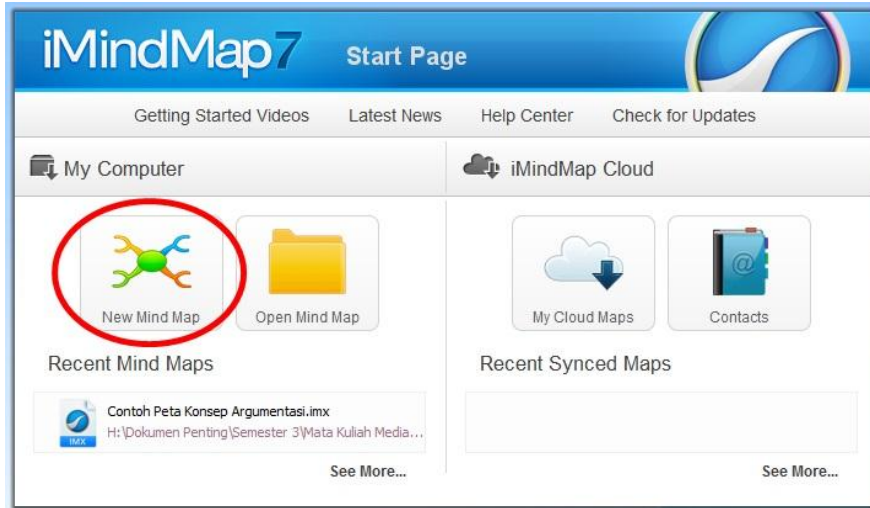 iMindMap7 Start Page
Getting Started Videos Latest News Help Center Check for Updates
My Computer
iMindMap Cloud
New Mind Map
Open Mind Map
My Cloud Maps
Contacts
Recent Mind Maps
Contoh Peta Konsep Argumentasi.imx
IMX
H:\Dokumen Penting\Semester 3\Mata Kuliah Media...
See More...
Recent Synced Maps
See More...